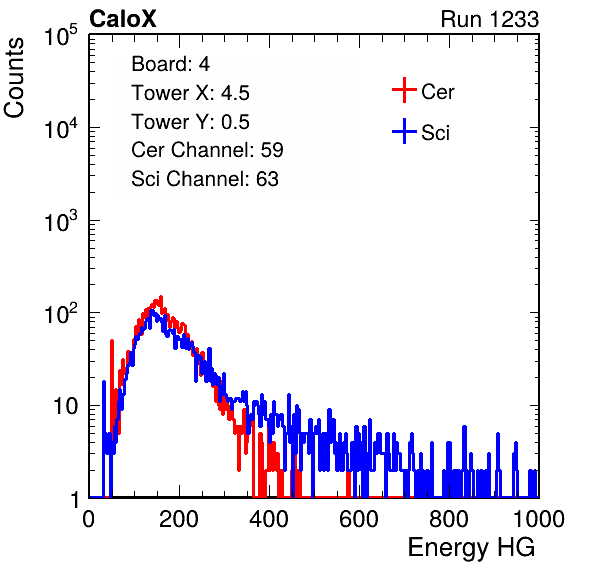 CaloX Run 1233
Board: 4
Tower X: 4.5
Tower Y: 0.5
Cer Channel: 59
Sci Channel: 63
Cer
Sci
Counts
10^5
10^4
10^3
10^2
10
1
0 200 400 600 800 1000
Energy HG